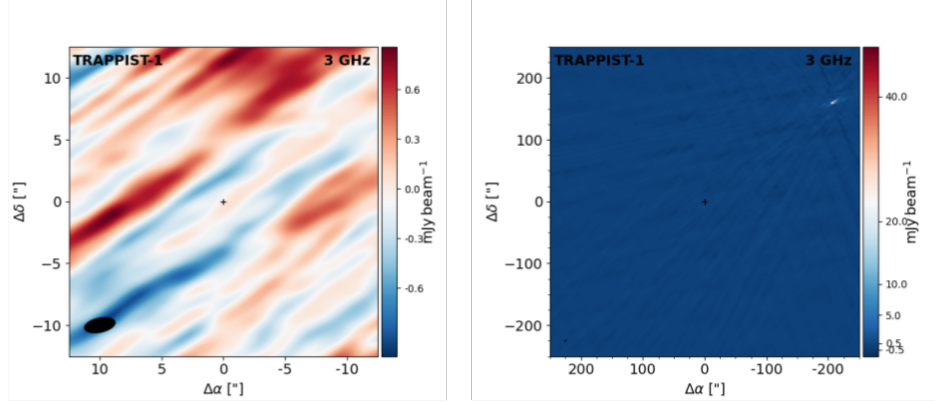 TRAPPIST-1 3 GHz
10
5
0
−5
−10
Δδ ["]
10 5 0 -5 -10
Δα ["]
0.6
0.3
0.0
-0.3
-0.6
mJy beam⁻¹
TRAPPIST-1 3 GHz
200
100
0
−100
−200
Δδ ["]
200 100 0 -100 -200
Δα ["]
40.0
20.0
10.0
5.0
0.5
-0.5
mJy beam⁻¹